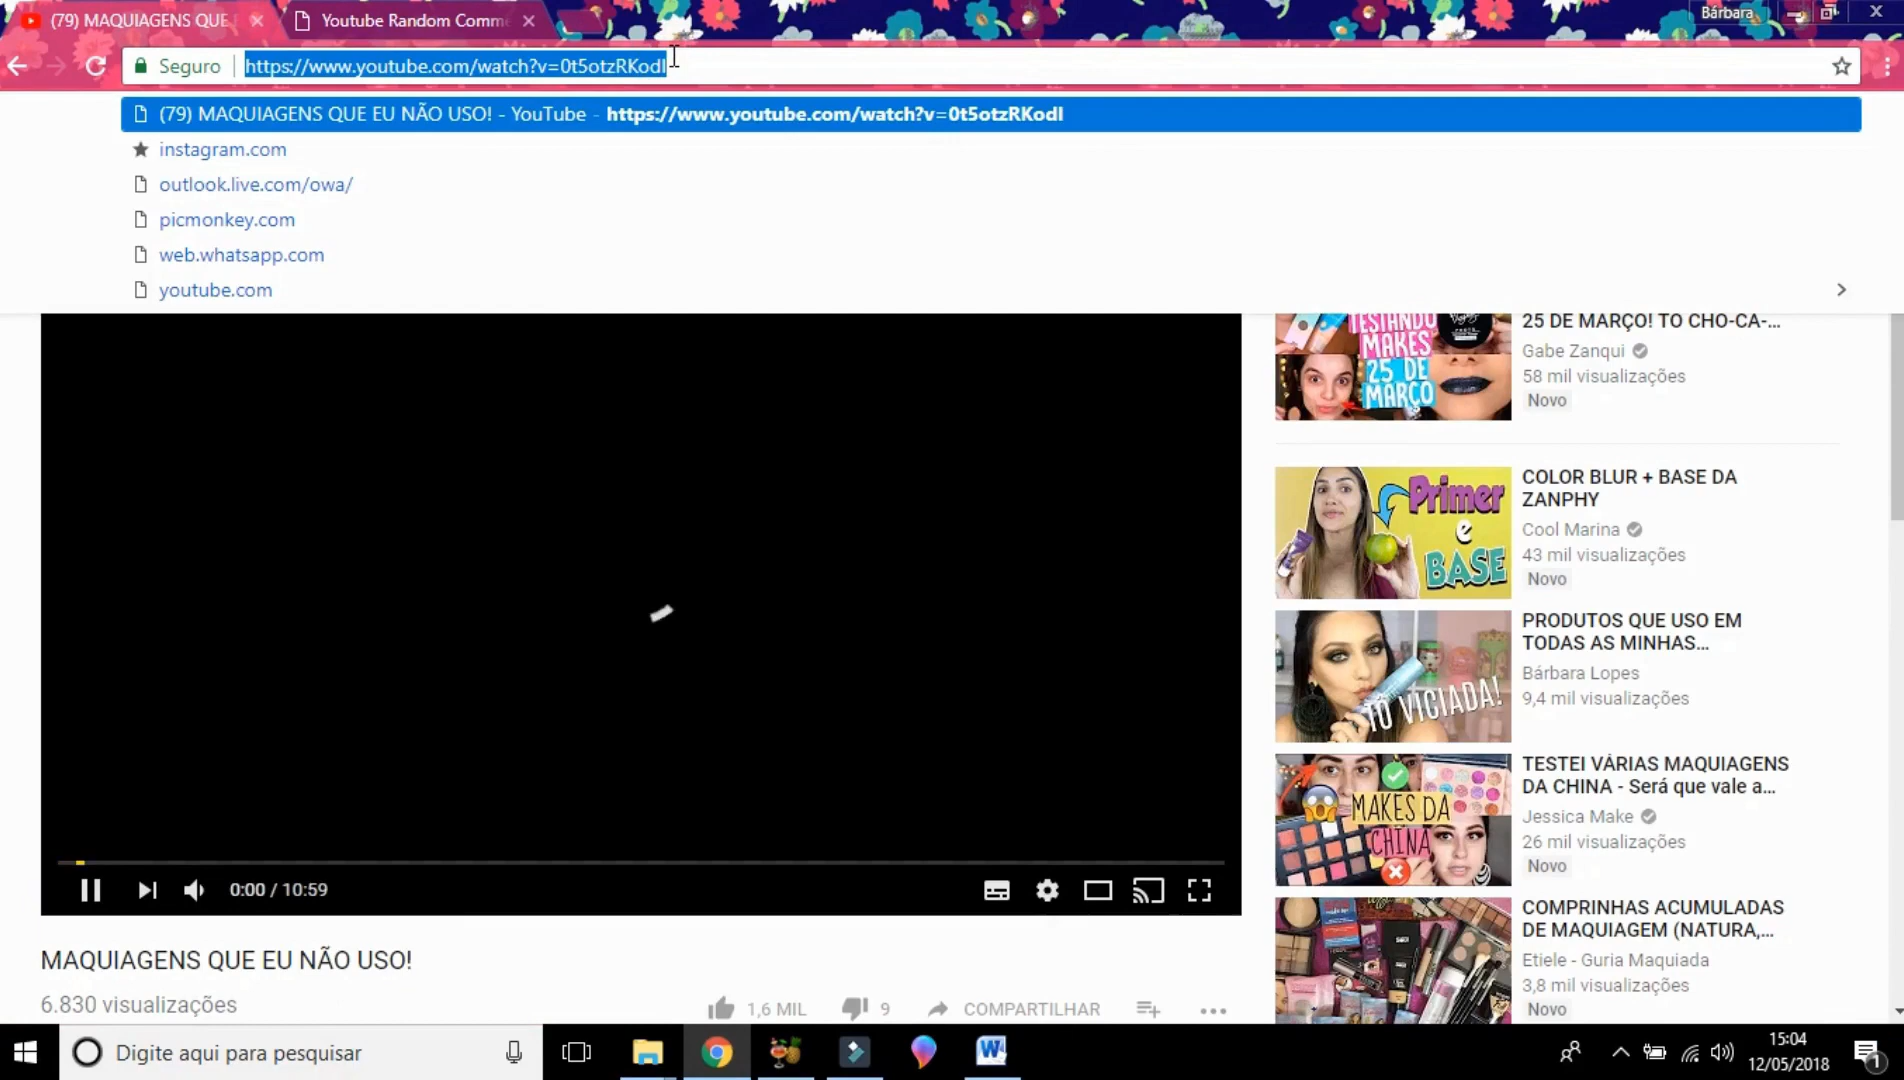 (79) MAQUIAGENS QUE
Youtube Random Comme
Bárbara
Seguro
https://www.youtube.com/watch?v=0t5otzRKodI
(79) MAQUIAGENS QUE EU NÃO USO! - YouTube - https://www.youtube.com/watch?v=0t5otzRKodI
instagram.com
outlook.live.com/owa/
picmonkey.com
web.whatsapp.com
youtube.com
TESTANDO
MAKES
25 DE
MARÇO
25 DE MARÇO! TO CHO-CA-...
Gabe Zanqui
58 mil visualizações
Novo
Primer
e
BASE
COLOR BLUR + BASE DA
ZANPHY
Cool Marina
43 mil visualizações
Novo
TO VICIADA!
PRODUTOS QUE USO EM
TODAS AS MINHAS...
Bárbara Lopes
9,4 mil visualizações
MAKES DA
CHINA
TESTEI VÁRIAS MAQUIAGENS
DA CHINA - Será que vale a...
Jessica Make
26 mil visualizações
Novo
COMPRINHAS ACUMULADAS
DE MAQUIAGEM (NATURA,...
Etiele - Guria Maquiada
3,8 mil visualizações
Novo
0:00 / 10:59
MAQUIAGENS QUE EU NÃO USO!
6.830 visualizações
1,6 MIL
9
COMPARTILHAR
Digite aqui para pesquisar
W
15:04
12/05/2018
1